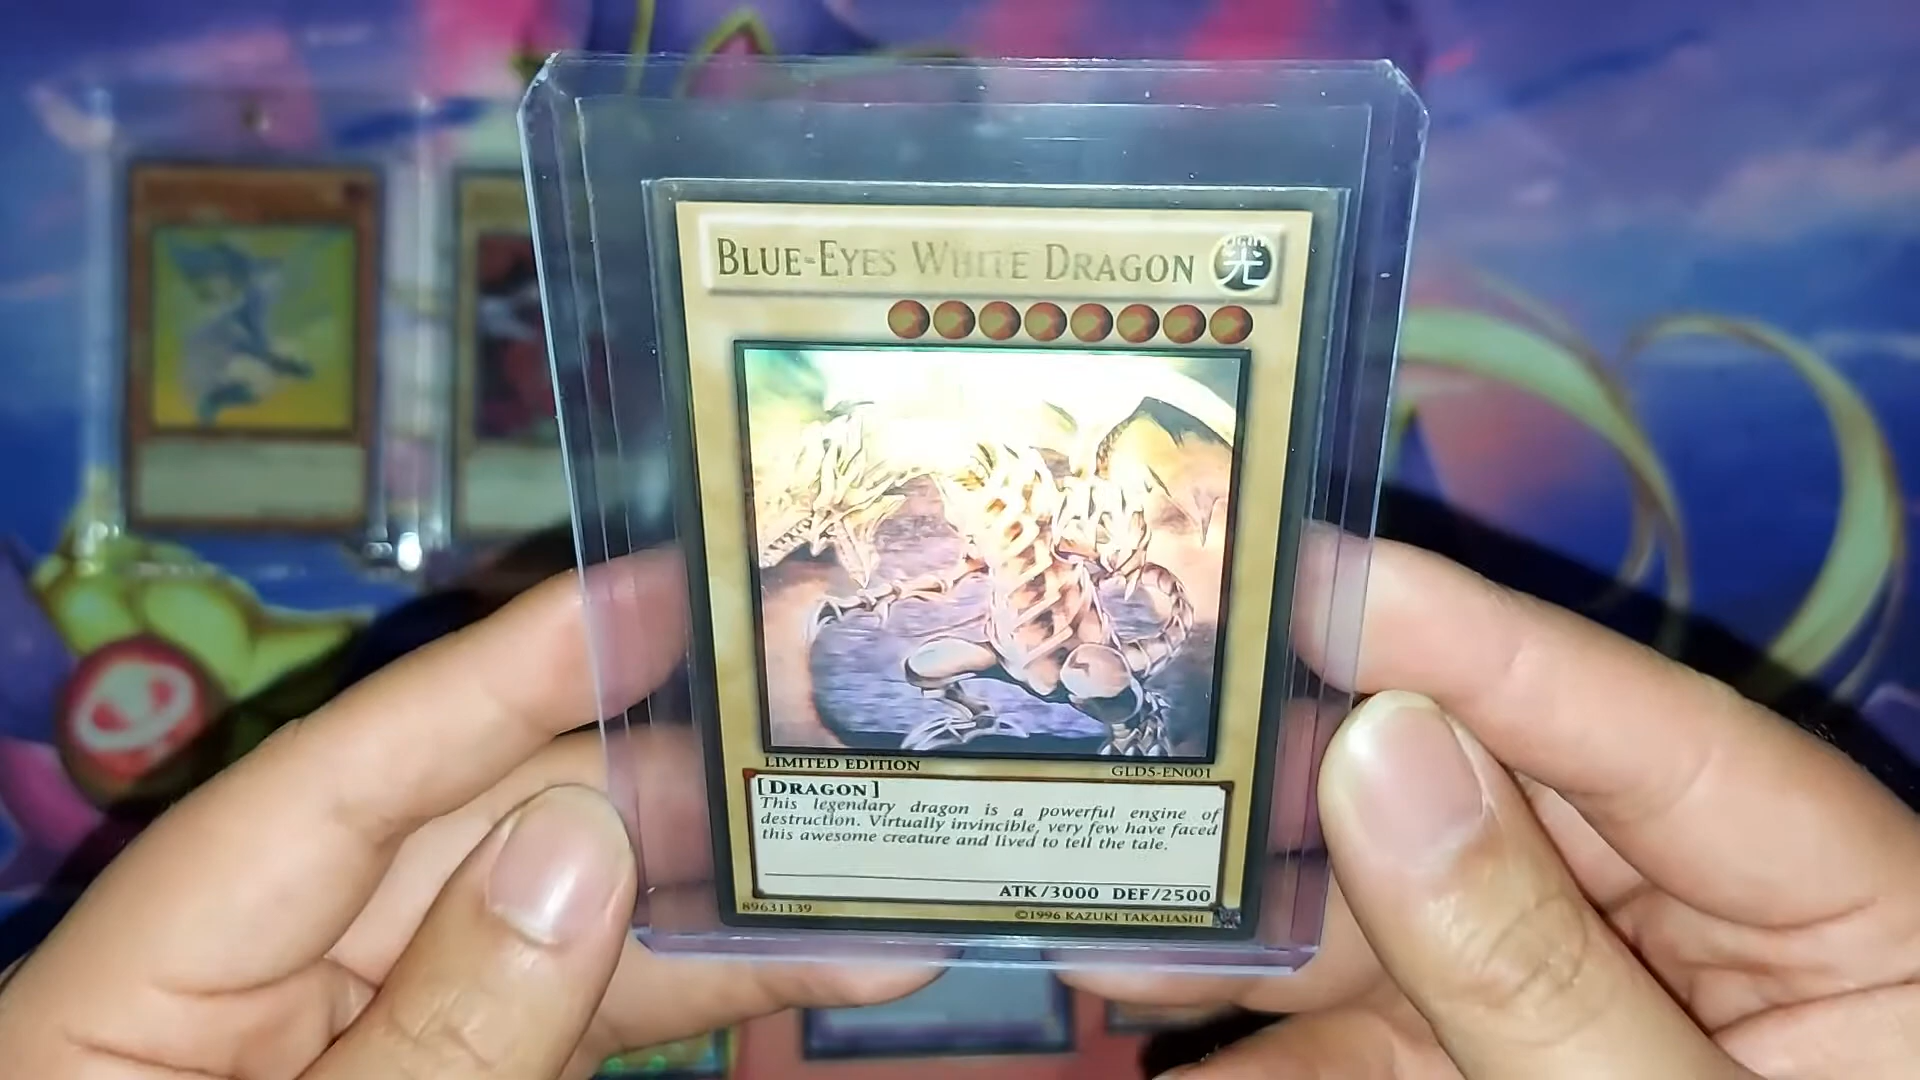 BLUE-EYES WHITE DRAGON
光
LIMITED EDITION
GLD5-EN001
[DRAGON]
This legendary dragon is a powerful engine of
destruction. Virtually invincible, very few have faced
this awesome creature and lived to tell the tale.
ATK/3000 DEF/2500
89631139
©1996 KAZUKI TAKAHASHI